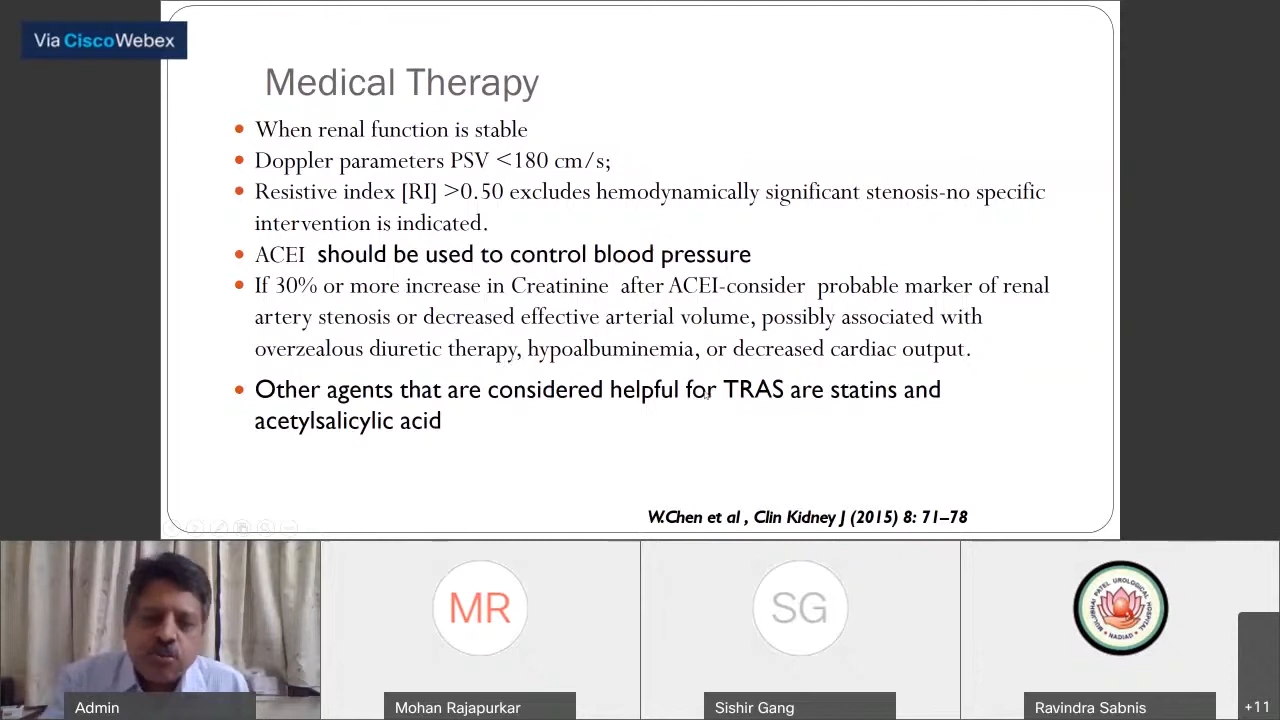 Via CiscoWebex
Medical Therapy
• When renal function is stable
• Doppler parameters PSV <180 cm/s;
• Resistive index [RI] >0.50 excludes hemodynamically significant stenosis-no specific
intervention is indicated.
• ACEI should be used to control blood pressure
• If 30% or more increase in Creatinine after ACEI-consider probable marker of renal
artery stenosis or decreased effective arterial volume, possibly associated with
overzealous diuretic therapy, hypoalbuminemia, or decreased cardiac output.
• Other agents that are considered helpful for TRAS are statins and
acetylsalicylic acid
W.Chen et al , Clin Kidney J (2015) 8: 71–78
MR
SG
MULJIBHAI PATEL UROLOGICAL HOSPITAL
NADIAD
Admin
Mohan Rajapurkar
Sishir Gang
Ravindra Sabnis
+11